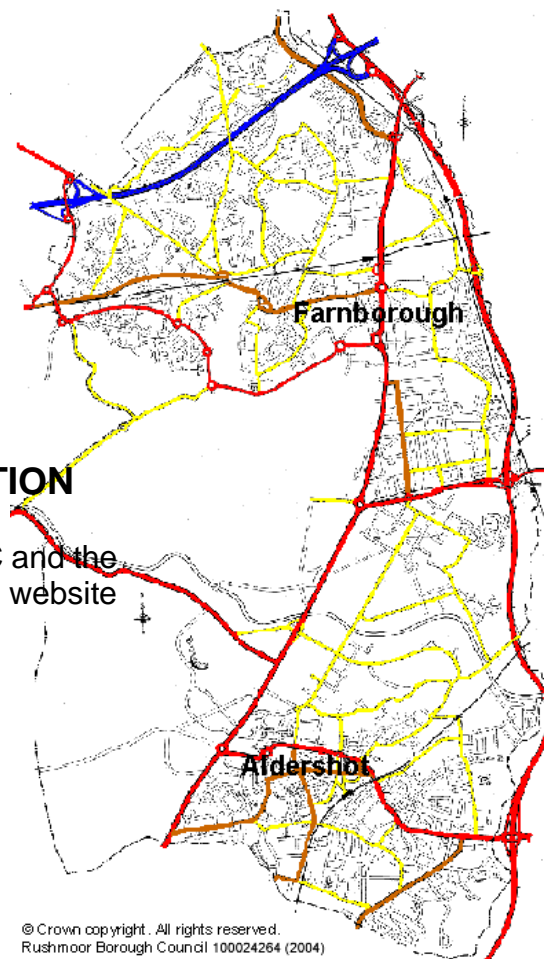 Farnborough
TION
C and the
website
Aldershot
© Crown copyright. All rights reserved.
Rushmoor Borough Council 100024264 (2004)